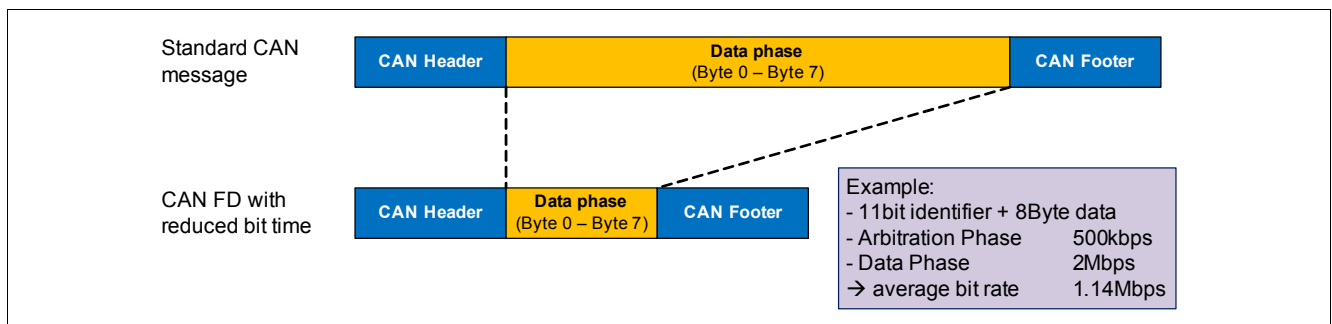 Standard CAN
message
CAN Header
Data phase
(Byte 0 – Byte 7)
CAN Footer
CAN FD with
reduced bit time
CAN Header
Data phase
(Byte 0 – Byte 7)
CAN Footer
Example:
- 11bit identifier + 8Byte data
- Arbitration Phase 500kbps
- Data Phase 2Mbps
→ average bit rate 1.14Mbps